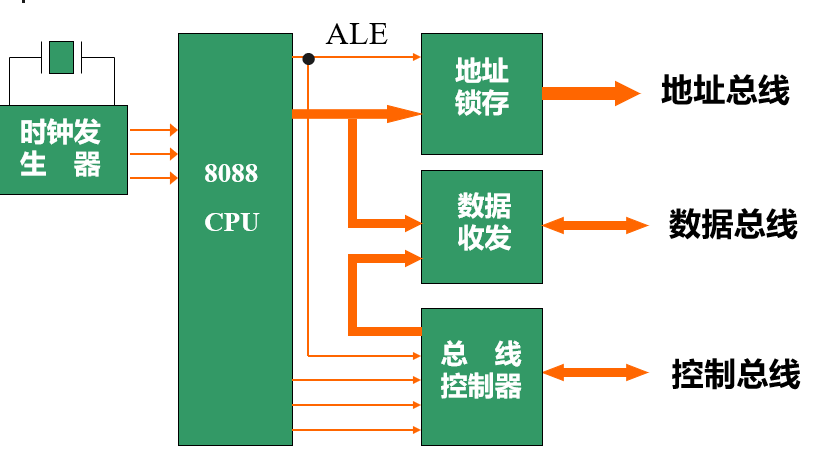 ALE
地址
锁存
地址总线
时钟发
生 器
8088
CPU
数据
收发
数据总线
总 线
控制器
控制总线